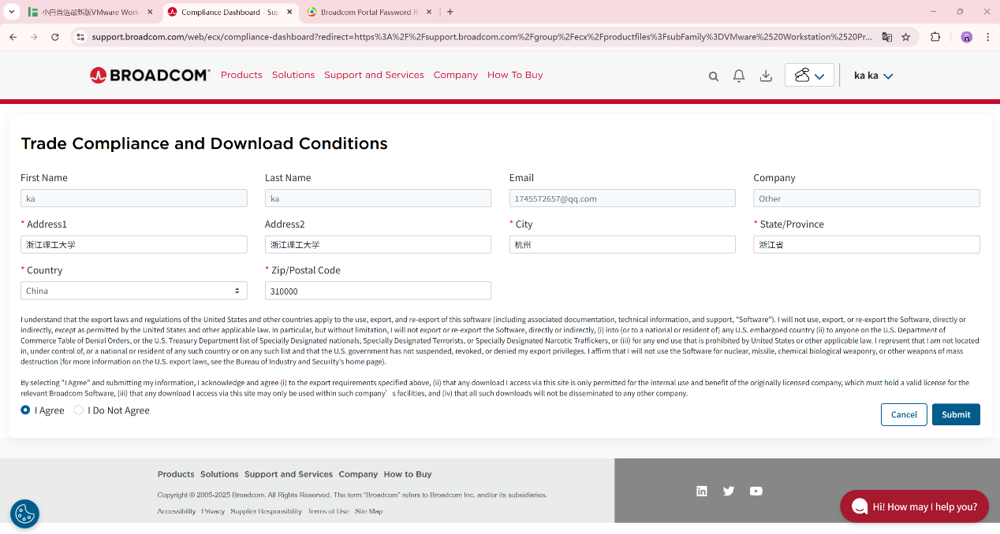 小白首选最新版VMware Work
Compliance Dashboard - Sup
Broadcom Portal Password R
support.broadcom.com/web/ecx/compliance-dashboard?redirect=https%3A%2F%2Fsupport.broadcom.com%2Fgroup%2Fecx%2Fproductfiles%3FsubFamily%3DVMware%2520Workstation%2520Pr...
BROADCOM Products Solutions Support and Services Company How To Buy
ka ka
Trade Compliance and Download Conditions
First Name Last Name Email Company
ka ka 1745572657@qq.com Other
* Address1 Address2 * City * State/Province
浙江理工大学 浙江理工大学 杭州 浙江省
* Country * Zip/Postal Code
China 310000
I understand that the export laws and regulations of the United States and other countries apply to the use, export, and re-export of this software (including associated documentation, technical information, and support, "Software"). I will not use, export, or re-export the Software, directly or
indirectly, except as permitted by the United States and other applicable law. In particular, but without limitation, I will not export or re-export the Software, directly or indirectly, (i) into (or to a national or resident of) any U.S. embargoed country (ii) to anyone on the U.S. Department of
Commerce Table of Denial Orders, or the U.S. Treasury Department list of Specially Designated nationals, Specially Designated Terrorists, or Specially Designated Narcotic Traffickers, or (iii) for any end use that is prohibited by United States or other applicable law. I represent that I am not located
in, under control of, or a national or resident of any such country or on any such list and that the U.S. government has not suspended, revoked, or denied my export privileges. I affirm that I will not use the Software for nuclear, missile, chemical biological weaponry, or other weapons of mass
destruction (for more information on the U.S. export laws, see the Bureau of Industry and Security's home page).
By selecting "I Agree" and submitting my information, I acknowledge and agree (i) to the export requirements specified above, (ii) that any download I access via this site is only permitted for the internal use and benefit of the originally licensed company, which must hold a valid license for the
relevant Broadcom Software, (iii) that any download I access via this site may only be used within such company’s facilities, and (iv) that all such downloads will not be disseminated to any other company.
I Agree I Do Not Agree
Cancel Submit
Products Solutions Support and Services Company How to Buy
Copyright © 2005-2025 Broadcom. All Rights Reserved. The term “Broadcom” refers to Broadcom Inc. and/or its subsidiaries.
Accessibility Privacy Supplier Responsibility Terms of Use Site Map
Hi! How may I help you?